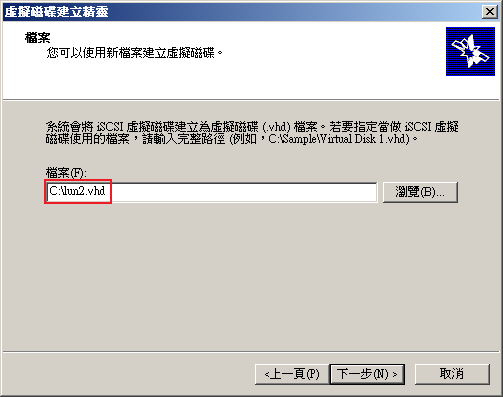 虛擬磁碟建立精靈
檔案
您可以使用新檔案建立虛擬磁碟。
系統會將 iSCSI 虛擬磁碟建立為虛擬磁碟 (.vhd) 檔案。若要指定當做 iSCSI 虛擬
磁碟使用的檔案，請輸入完整路徑 (例如，C:\Sample\Virtual Disk 1.vhd)。
檔案(F):
C:\lun2.vhd
瀏覽(B)...
<上一頁(P)
下一步(N) >
取消